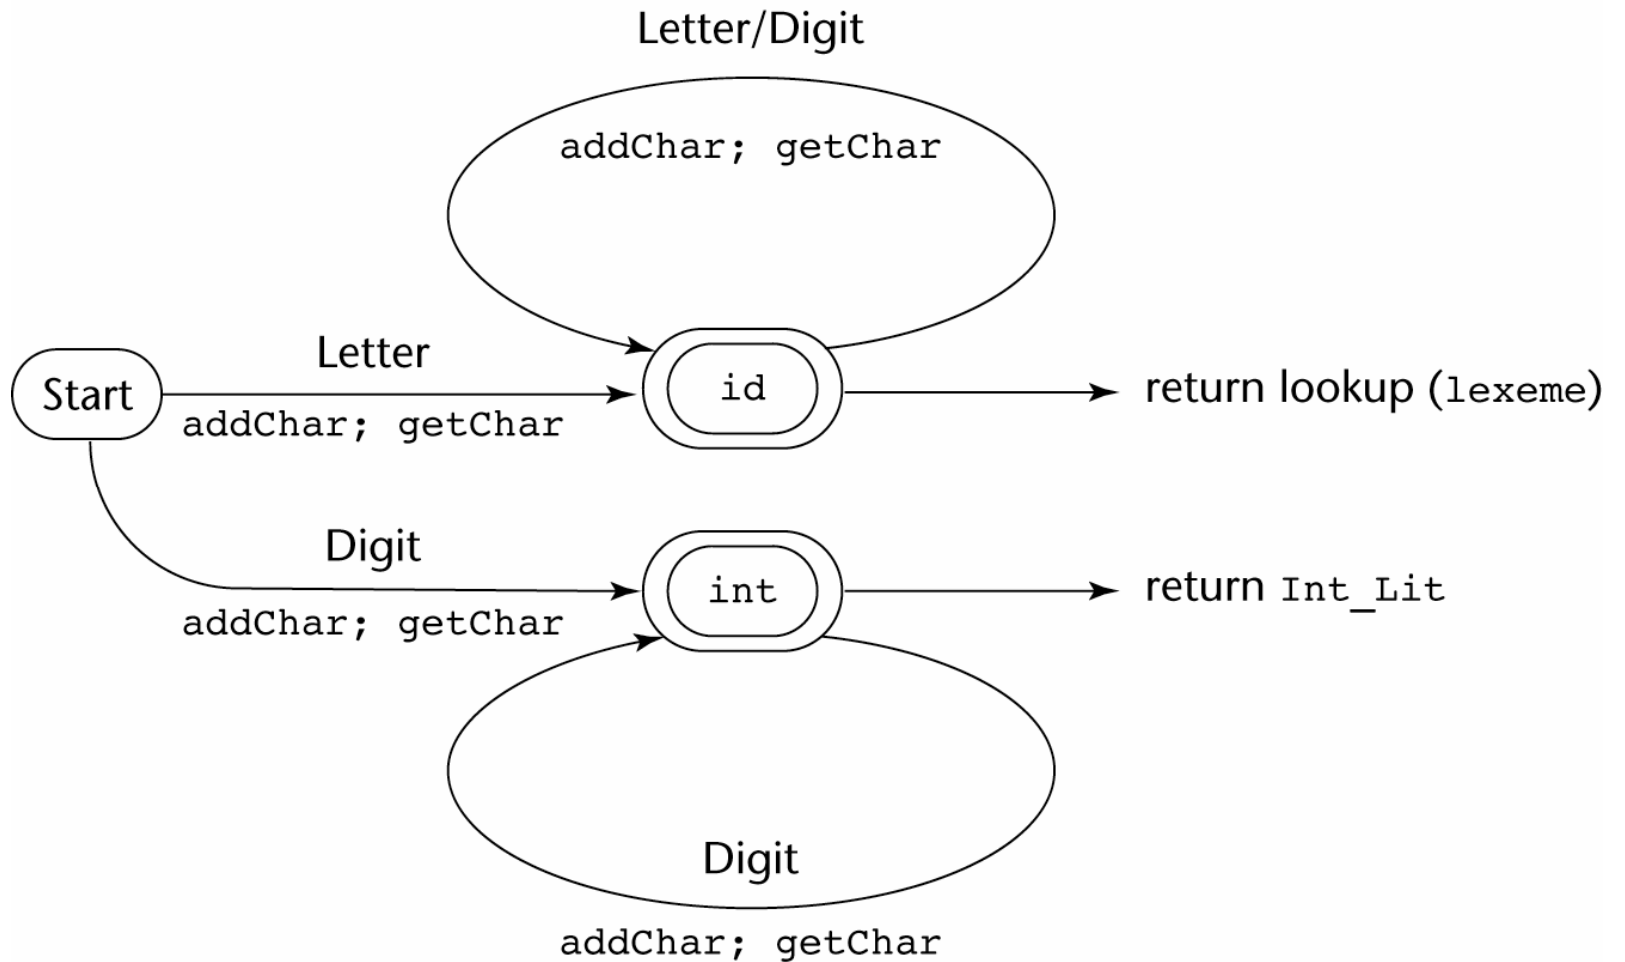 Letter/Digit
addChar; getChar
Letter
Start
addChar; getChar
id
return lookup (lexeme)
Digit
addChar; getChar
int
return Int_Lit
Digit
addChar; getChar